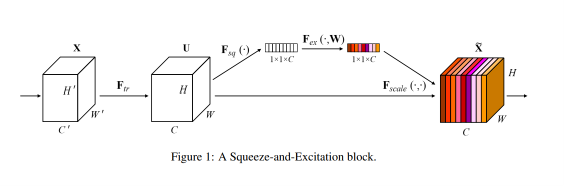 X
U
F_sq (·)
F_ex (·,W)
X̃
1×1×C
1×1×C
H'
F_tr
H
F_scale (·,·)
H
W'
W
W
C'
C
C
Figure 1: A Squeeze-and-Excitation block.